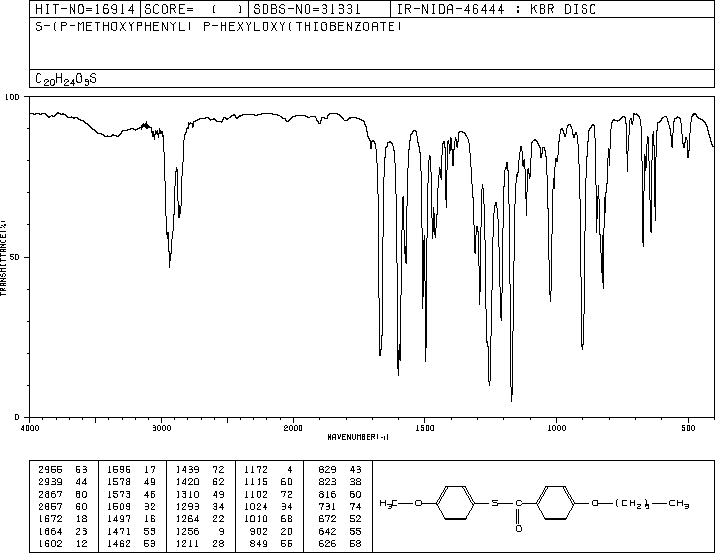 HIT-NO=16914 SCORE= ( ) SDBS-NO=31331 IR-NIDA-46444 : KBR DISC
S-(P-METHOXYPHENYL) P-HEXYLOXY(THIOBENZOATE)
C20H24O3S
100
50
0
TRANSMITTANCE(%)
4000 3000 2000 1500 1000 500
WAVENUMBER(-1)
2955 63 1596 17 1439 72 1172 4 829 43
2939 44 1578 49 1420 62 1115 60 823 38
2867 80 1573 46 1310 49 1102 72 816 60
2857 60 1509 32 1293 34 1024 34 731 74
1672 18 1497 16 1264 22 1010 68 672 52
1664 23 1471 53 1256 9 902 20 642 55
1602 12 1462 53 1211 28 849 55 626 58
H3C O S C O (CH2)5 CH3
O